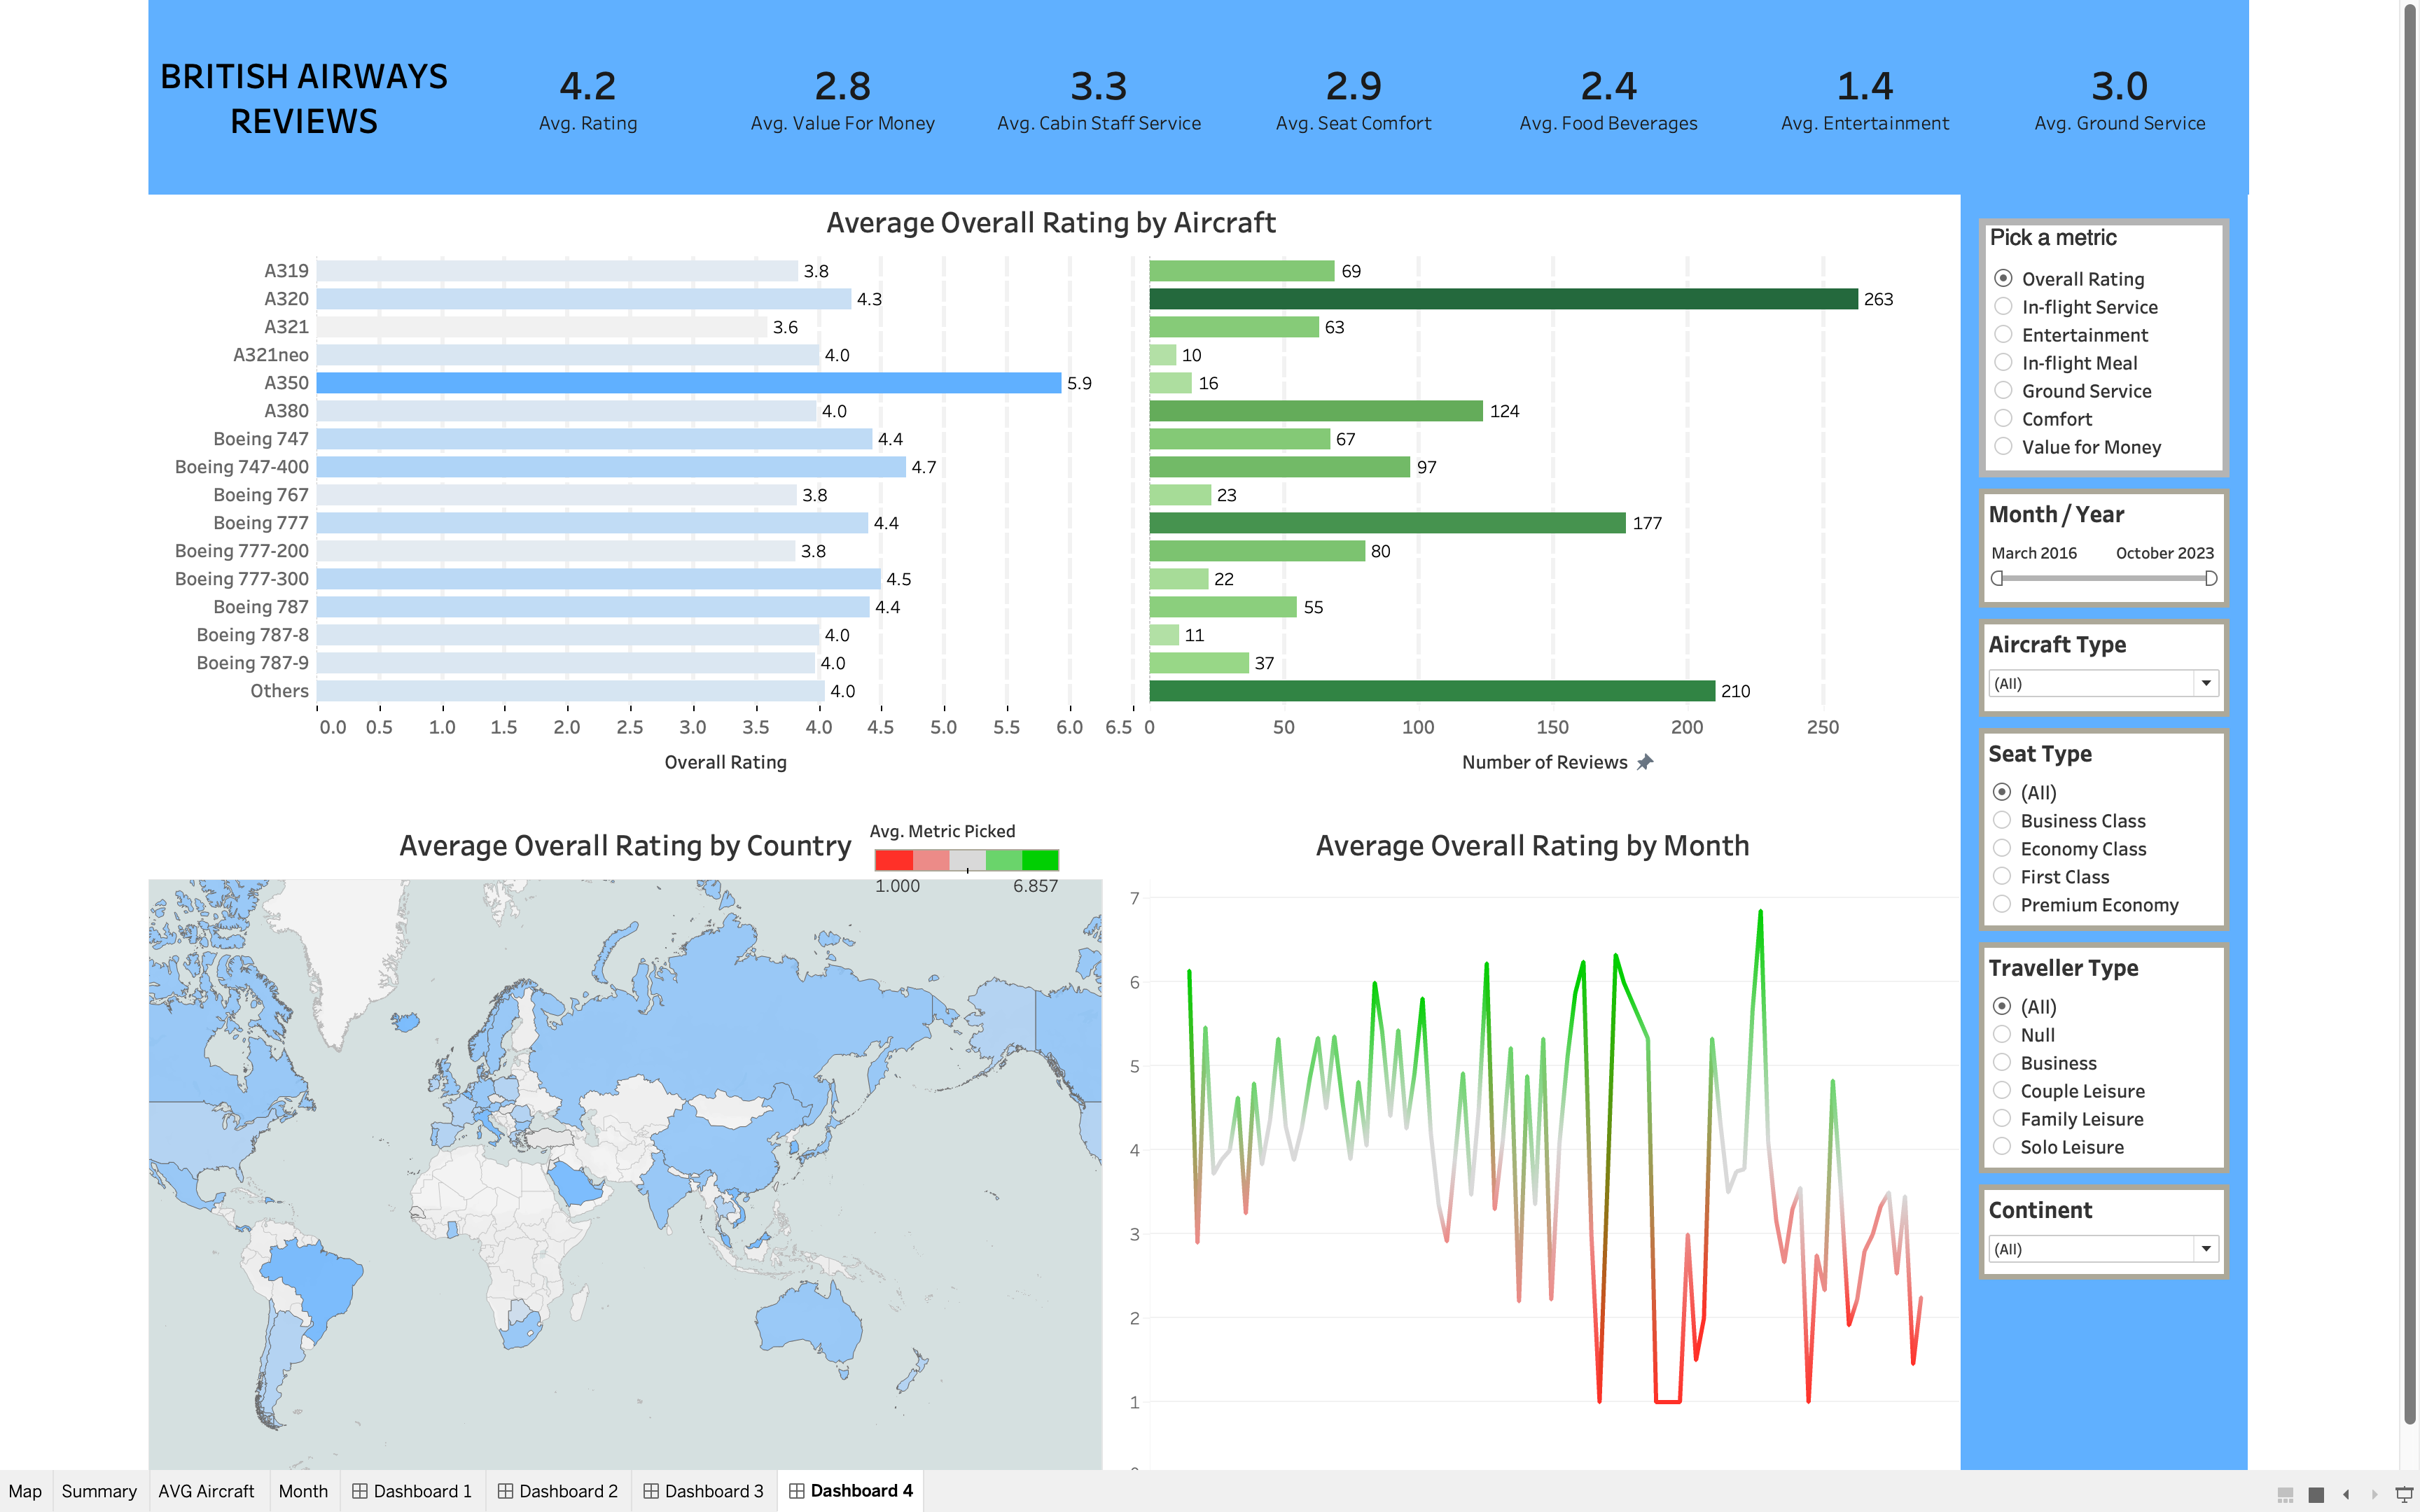 BRITISH AIRWAYS
REVIEWS
4.2
Avg. Rating
2.8
Avg. Value For Money
3.3
Avg. Cabin Staff Service
2.9
Avg. Seat Comfort
2.4
Avg. Food Beverages
1.4
Avg. Entertainment
3.0
Avg. Ground Service
Average Overall Rating by Aircraft
A319 3.8 69
A320 4.3 263
A321 3.6 63
A321neo 4.0 10
A350 5.9 16
A380 4.0 124
Boeing 747 4.4 67
Boeing 747-400 4.7 97
Boeing 767 3.8 23
Boeing 777 4.4 177
Boeing 777-200 3.8 80
Boeing 777-300 4.5 22
Boeing 787 4.4 55
Boeing 787-8 4.0 11
Boeing 787-9 4.0 37
Others 4.0 210
0.0 0.5 1.0 1.5 2.0 2.5 3.0 3.5 4.0 4.5 5.0 5.5 6.0 6.5 0 50 100 150 200 250
Overall Rating
Number of Reviews
Average Overall Rating by Country
Avg. Metric Picked
1.000 6.857
Average Overall Rating by Month
7
6
5
4
3
2
1
Pick a metric
Overall Rating
In-flight Service
Entertainment
In-flight Meal
Ground Service
Comfort
Value for Money
Month / Year
March 2016 October 2023
Aircraft Type
(All)
Seat Type
(All)
Business Class
Economy Class
First Class
Premium Economy
Traveller Type
(All)
Null
Business
Couple Leisure
Family Leisure
Solo Leisure
Continent
(All)
Map Summary AVG Aircraft Month Dashboard 1 Dashboard 2 Dashboard 3 Dashboard 4